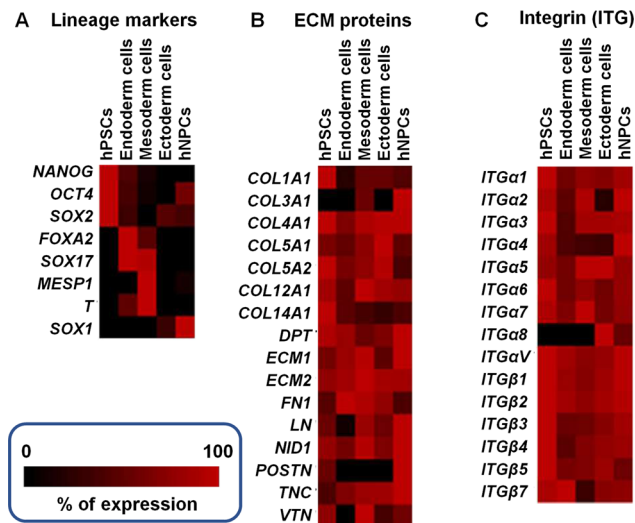 A Lineage markers
hPSCs
Endoderm cells
Mesoderm cells
Ectoderm cells
hNPCs
NANOG
OCT4
SOX2
FOXA2
SOX17
MESP1
T
SOX1
0 100
% of expression
B ECM proteins
hPSCs
Endoderm cells
Mesoderm cells
Ectoderm cells
hNPCs
COL1A1
COL3A1
COL4A1
COL5A1
COL5A2
COL12A1
COL14A1
DPT
ECM1
ECM2
FN1
LN
NID1
POSTN
TNC
VTN
C Integrin (ITG)
hPSCs
Endoderm cells
Mesoderm cells
Ectoderm cells
hNPCs
ITGα1
ITGα2
ITGα3
ITGα4
ITGα5
ITGα6
ITGα7
ITGα8
ITGαV
ITGβ1
ITGβ2
ITGβ3
ITGβ4
ITGβ5
ITGβ7